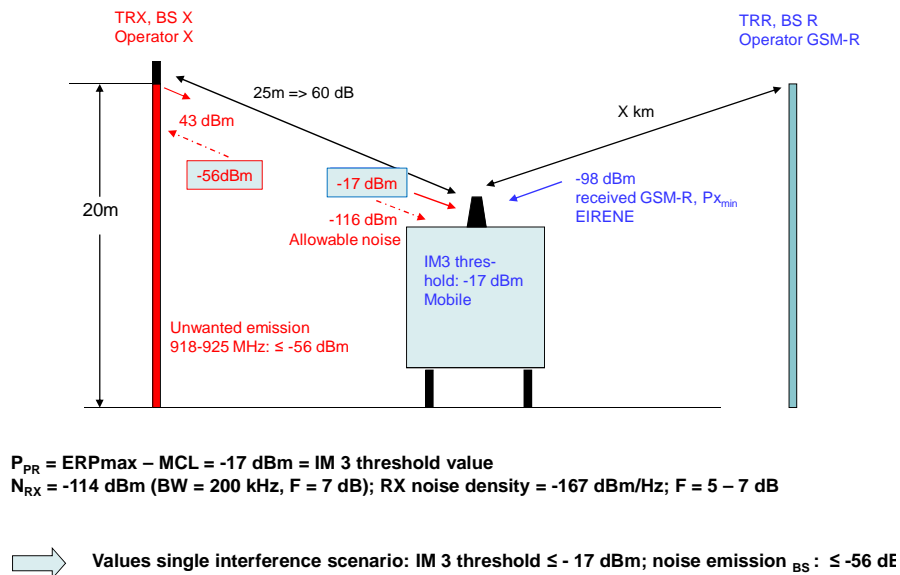 TRX, BS X
Operator X
TRR, BS R
Operator GSM-R
25m => 60 dB
X km
43 dBm
-56dBm
-17 dBm
-98 dBm
received GSM-R, Pxmin
EIRENE
20m
-116 dBm
Allowable noise
IM3 thres-
hold: -17 dBm
Mobile
Unwanted emission
918-925 MHz: ≤ -56 dBm
PPR = ERPmax – MCL = -17 dBm = IM 3 threshold value
NRX = -114 dBm (BW = 200 kHz, F = 7 dB); RX noise density = -167 dBm/Hz; F = 5 – 7 dB
Values single interference scenario: IM 3 threshold ≤ - 17 dBm; noise emission BS : ≤ -56